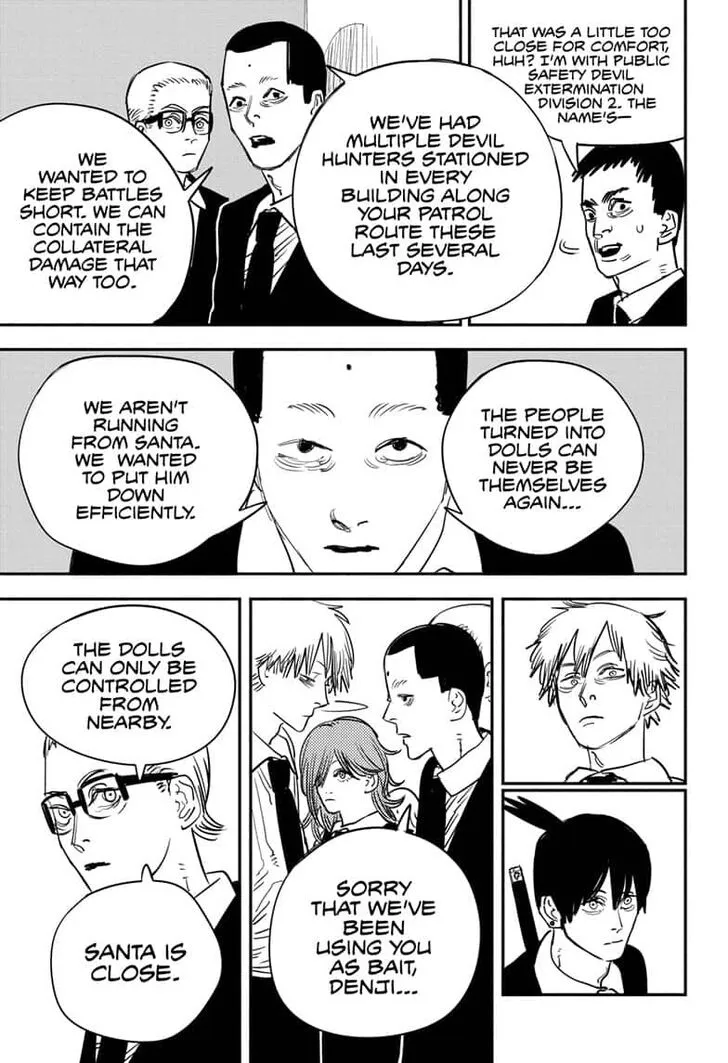 THAT WAS A LITTLE TOO
CLOSE FOR COMFORT,
HUH? I'M WITH PUBLIC
SAFETY DEVIL
EXTERMINATION
DIVISION 2. THE
NAME'S—
WE'VE HAD
MULTIPLE DEVIL
HUNTERS STATIONED
IN EVERY
BUILDING ALONG
YOUR PATROL
ROUTE THESE
LAST SEVERAL
DAYS.
WE
WANTED TO
KEEP BATTLES
SHORT. WE CAN
CONTAIN THE
COLLATERAL
DAMAGE THAT
WAY TOO.
THE PEOPLE
TURNED INTO
DOLLS CAN
NEVER BE
THEMSELVES
AGAIN...
WE AREN'T
RUNNING
FROM SANTA.
WE WANTED
TO PUT HIM
DOWN
EFFICIENTLY.
SORRY
THAT WE'VE
BEEN
USING YOU
AS BAIT,
DENJI...
THE DOLLS
CAN ONLY BE
CONTROLLED
FROM
NEARBY.
SANTA IS
CLOSE.